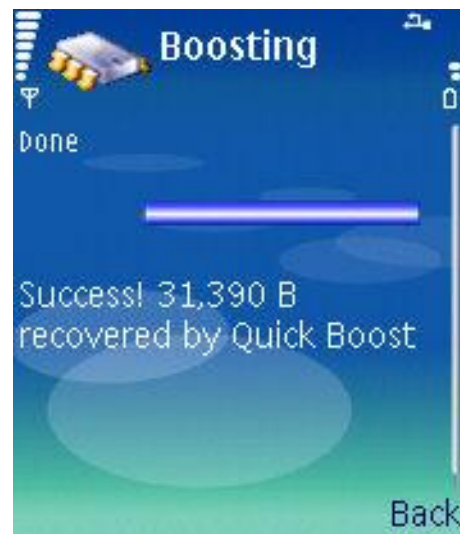 Boosting
Done
Success! 31,390 B
recovered by Quick Boost
Back